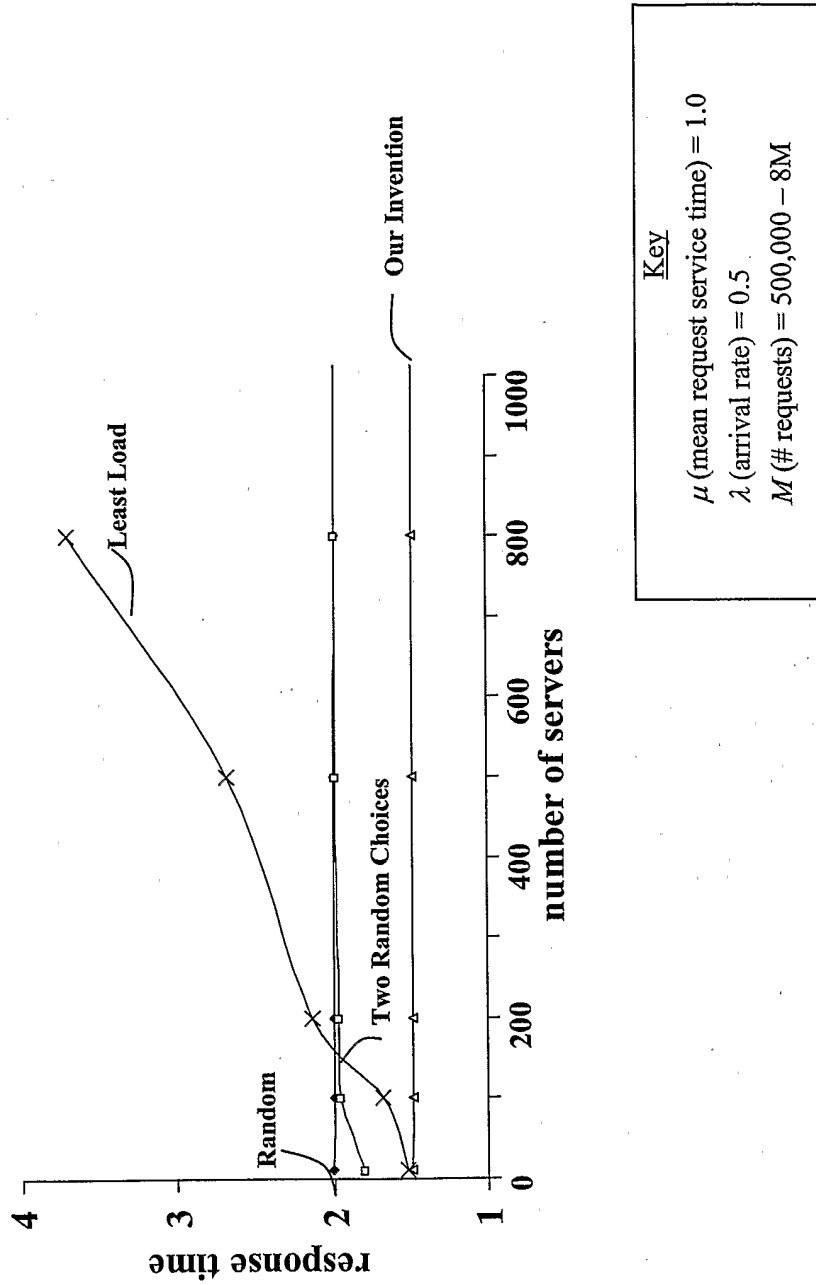 response time
4
3
2
1
0
200
400
600
800
1000
number of servers
Random
Two Random Choices
Least Load
Our Invention
Key
μ (mean request service time) = 1.0
λ (arrival rate) = 0.5
M (# requests) = 500,000 – 8M